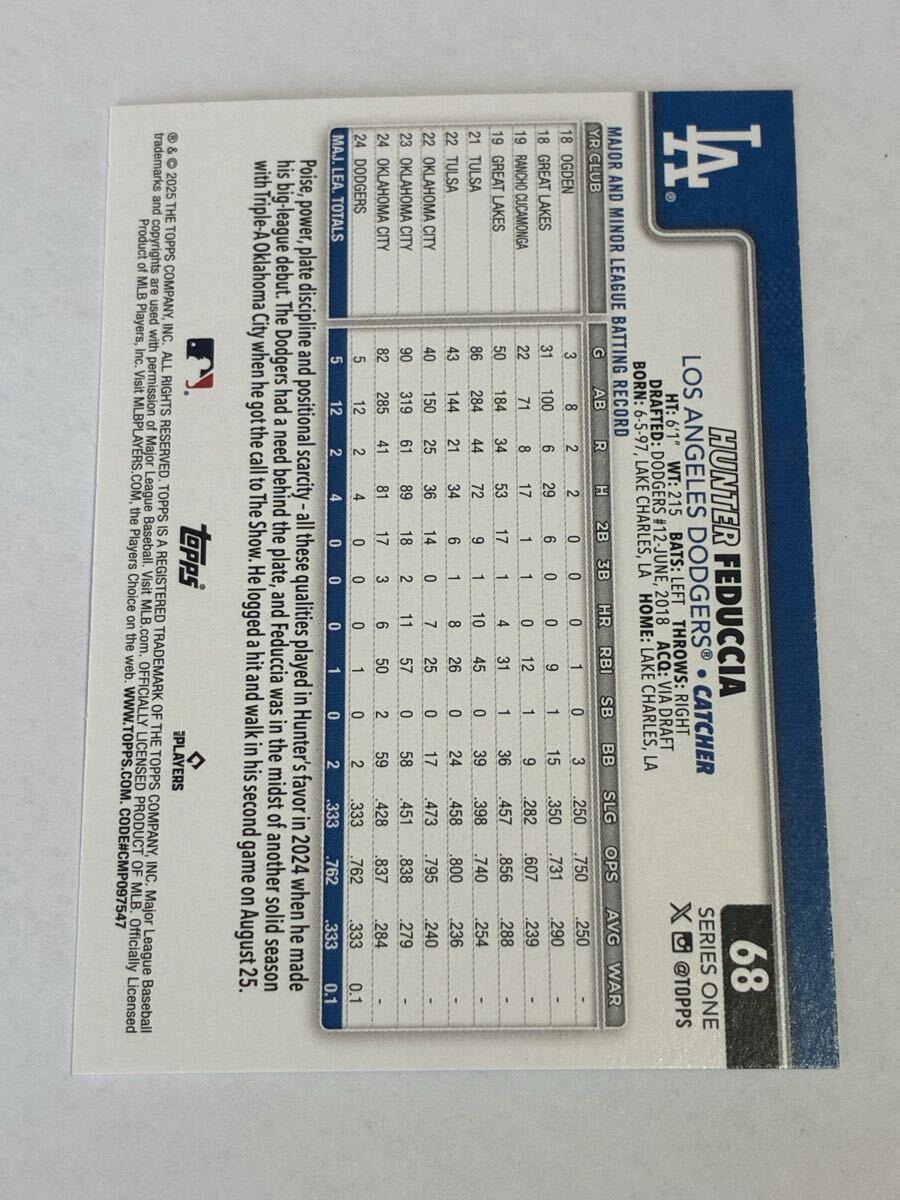 LA®
68
HUNTER FEDUCCIA
SERIES ONE
LOS ANGELES DODGERS® • CATCHER
@TOPPS
HT: 6'1" WT: 215 BATS: LEFT THROWS: RIGHT
DRAFTED: DODGERS #12-JUNE, 2018 ACQ: VIA DRAFT
BORN: 6-5-97, LAKE CHARLES, LA HOME: LAKE CHARLES, LA
MAJOR AND MINOR LEAGUE BATTING RECORD
YR CLUB G AB R H 2B 3B HR RBI SB BB SLG OPS AVG WAR
18 OGDEN 3 8 2 2 0 0 0 1 0 3 .250 .750 .250 -
18 GREAT LAKES 31 100 6 29 6 0 0 9 1 15 .350 .731 .290 -
19 RANCHO CUCAMONGA 22 71 8 17 1 1 0 12 1 9 .282 .607 .239 -
19 GREAT LAKES 50 184 34 53 17 1 4 31 1 36 .457 .856 .288 -
21 TULSA 86 284 44 72 9 1 10 45 0 39 .398 .740 .254 -
22 TULSA 43 144 21 34 6 1 8 26 0 24 .458 .800 .236 -
22 OKLAHOMA CITY 40 150 25 36 14 0 7 25 0 17 .473 .795 .240 -
23 OKLAHOMA CITY 90 319 61 89 18 2 11 57 0 58 .451 .838 .279 -
24 OKLAHOMA CITY 82 285 41 81 17 3 6 50 2 59 .428 .837 .284 -
24 DODGERS 5 12 2 4 0 0 0 1 0 2 .333 .762 .333 0.1
MAJ. LEA. TOTALS 5 12 2 4 0 0 0 1 0 2 .333 .762 .333 0.1
Poise, power, plate discipline and positional scarcity – all these qualities played in Hunter's favor in 2024 when he made
his big-league debut. The Dodgers had a need behind the plate, and Feduccia was in the midst of another solid season
with Triple-A Oklahoma City when he got the call to The Show. He logged a hit and walk in his second game on August 25.
topps®
PLAYERS
® & © 2025 THE TOPPS COMPANY, INC. ALL RIGHTS RESERVED. TOPPS IS A REGISTERED TRADEMARK OF THE TOPPS COMPANY, INC. Major League Baseball
trademarks and copyrights are used with permission of Major League Baseball. Visit MLB.com. OFFICIALLY LICENSED PRODUCT OF MLB. Officially Licensed
Product of MLB Players, Inc. Visit MLBPLAYERS.COM, the Players Choice on the web. WWW.TOPPS.COM. CODE#CMP097547